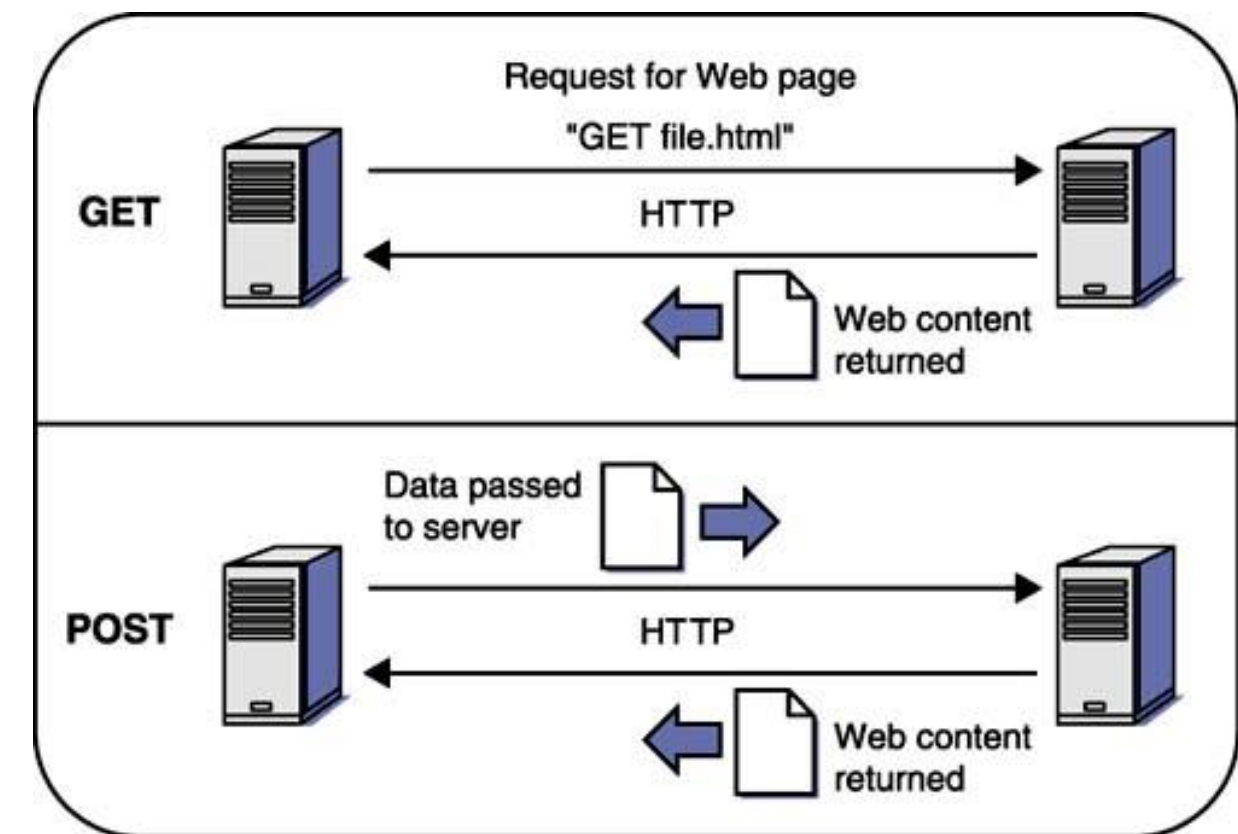 Request for Web page
"GET file.html"
GET
HTTP
Web content
returned
Data passed
to server
POST
HTTP
Web content
returned